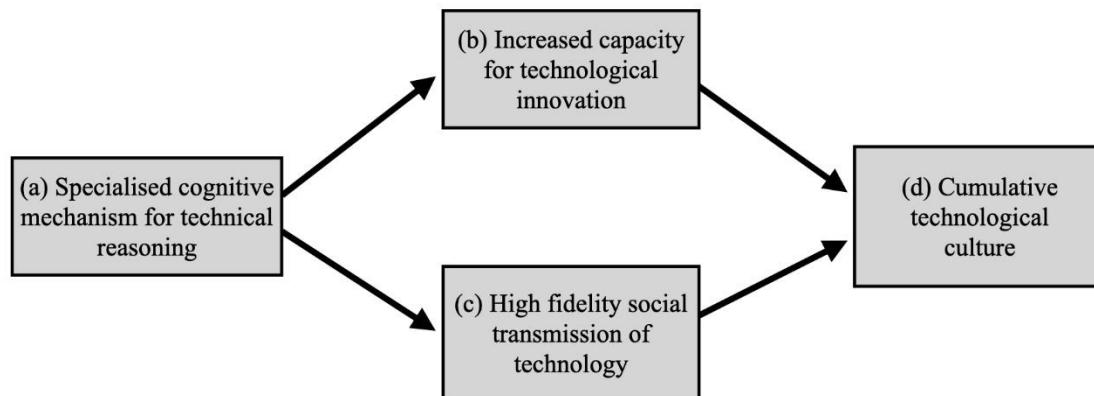 (a) Specialised cognitive
mechanism for technical
reasoning
(b) Increased capacity
for technological
innovation
(c) High fidelity social
transmission of
technology
(d) Cumulative
technological
culture